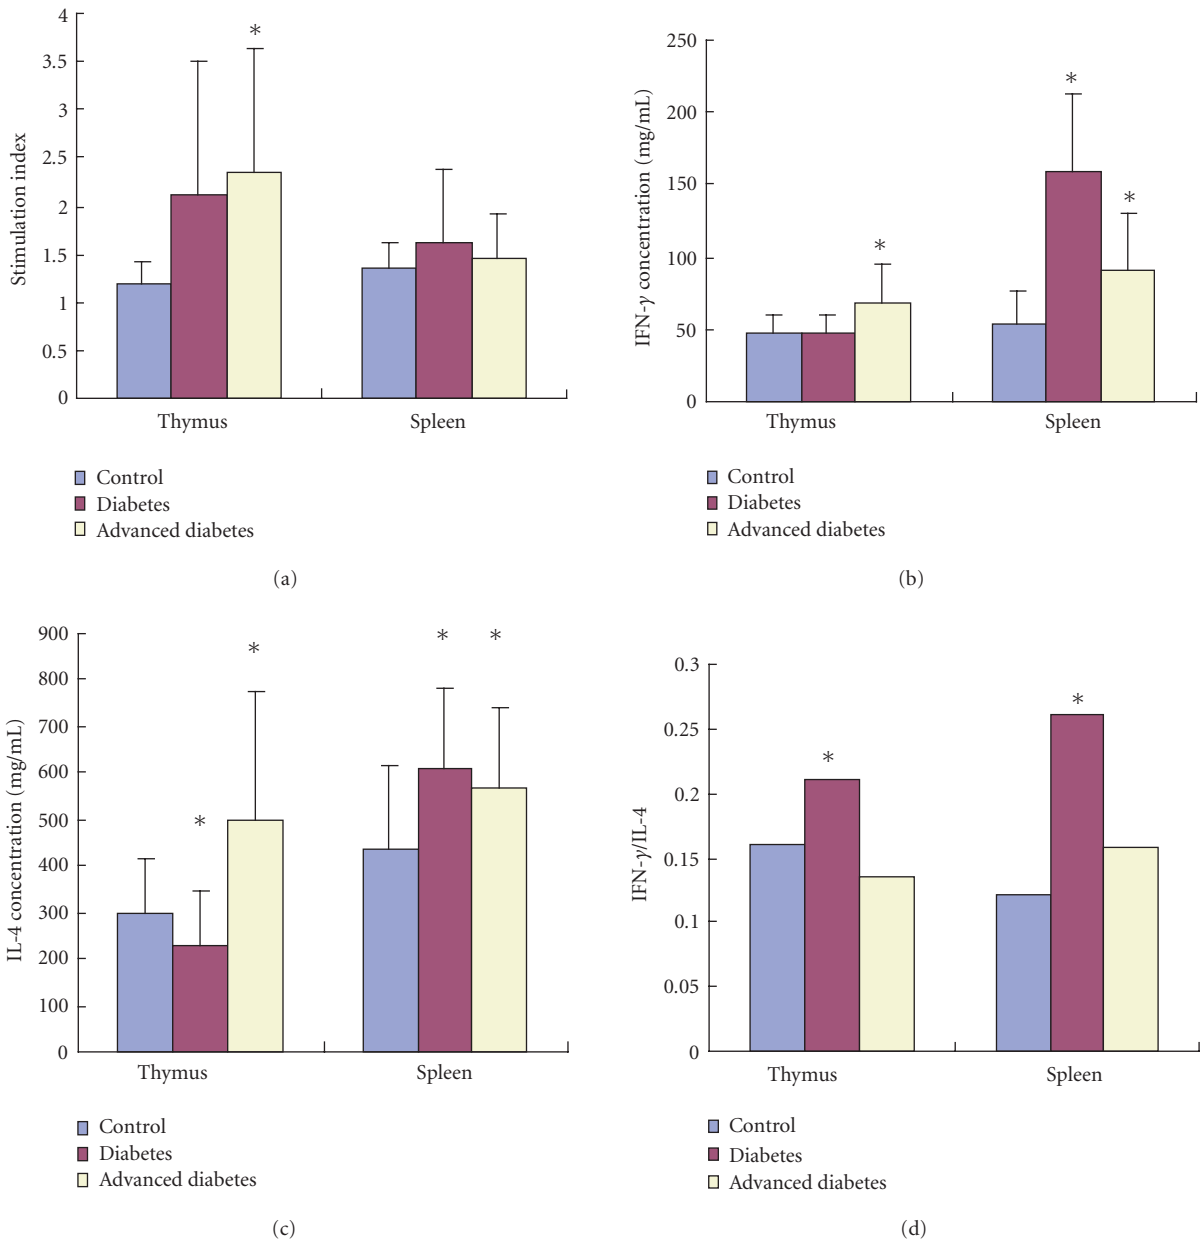 4
3.5
3
2.5
2
1.5
1
0.5
0
Stimulation index
*
Thymus
Spleen
Control
Diabetes
Advanced diabetes
(a)
250
200
150
100
50
0
IFN-γ concentration (mg/mL)
*
*
*
Thymus
Spleen
Control
Diabetes
Advanced diabetes
(b)
900
800
700
600
500
400
300
200
100
0
IL-4 concentration (mg/mL)
*
*
*
*
Thymus
Spleen
Control
Diabetes
Advanced diabetes
(c)
0.3
0.25
0.2
0.15
0.1
0.05
0
IFN-γ/IL-4
*
*
Thymus
Spleen
Control
Diabetes
Advanced diabetes
(d)